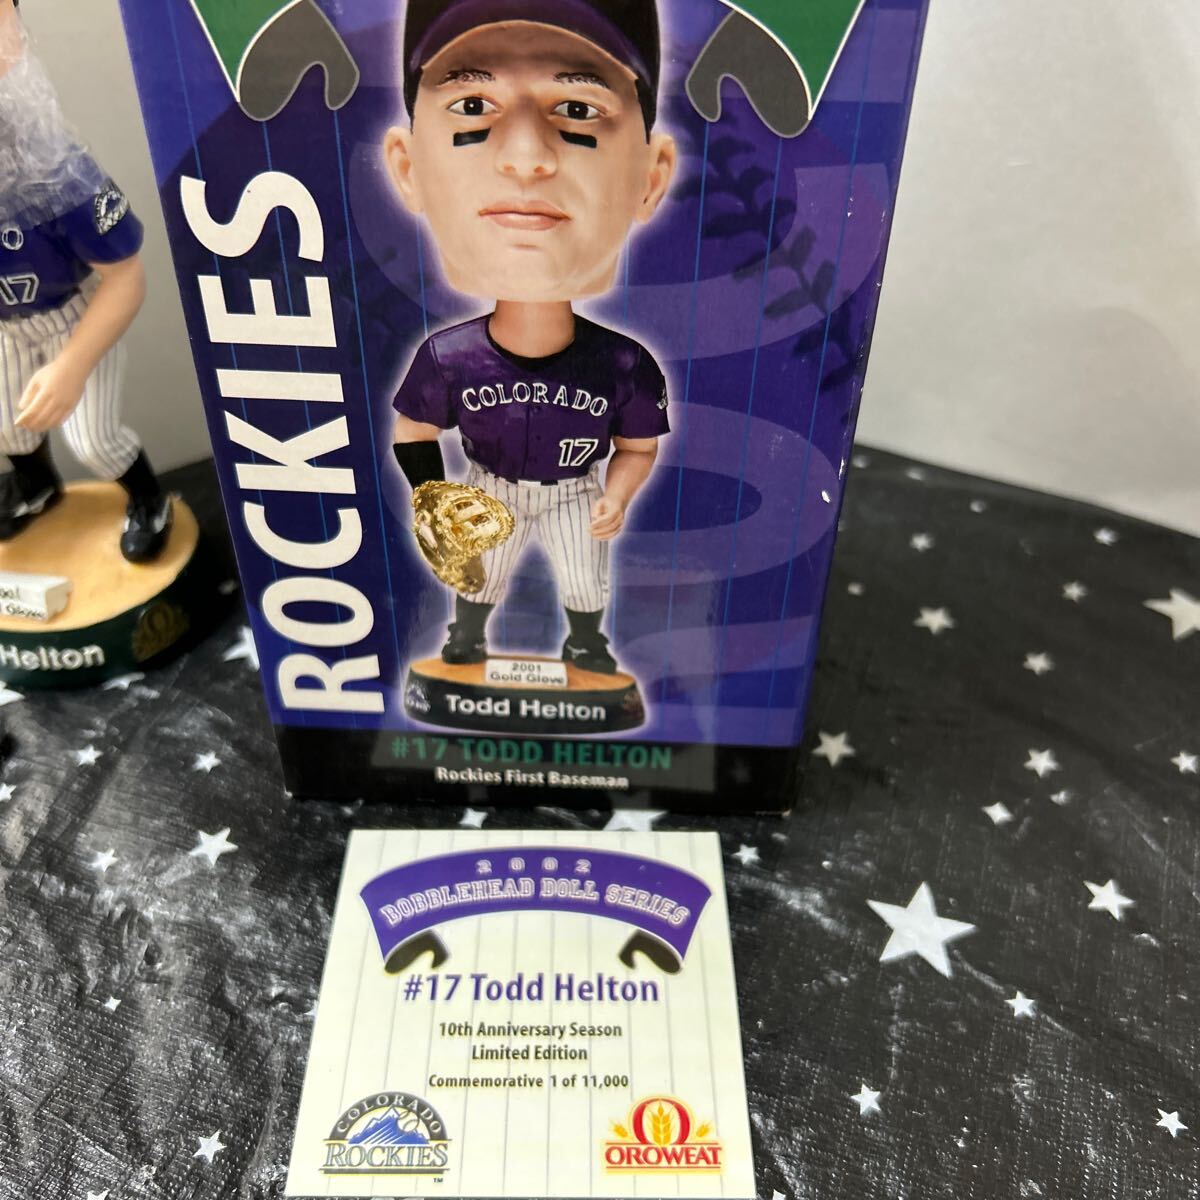 ROCKIES
COLORADO
17
2001
Gold Glove
Todd Helton
#17 TODD HELTON
Rockies First Baseman
17
Helton
2002
BOBBLEHEAD DOLL SERIES
#17 Todd Helton
10th Anniversary Season
Limited Edition
Commemorative 1 of 11,000
COLORADO
ROCKIES
TM
OROWEAT